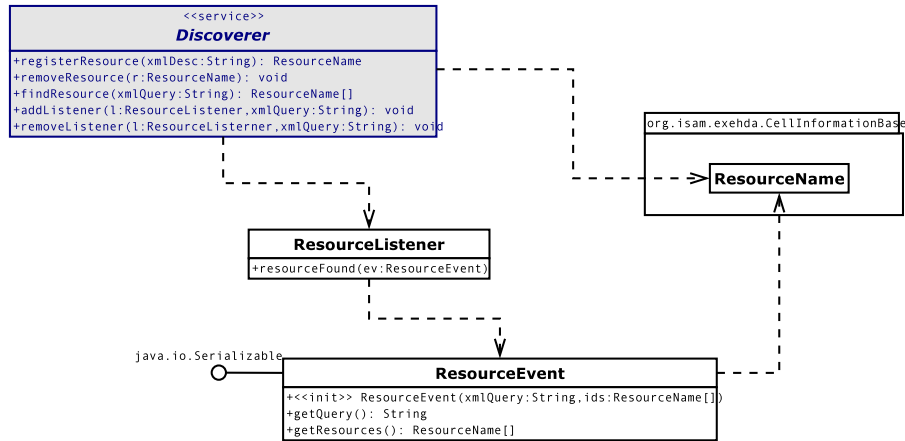 <<service>>
Discoverer
+registerResource(xmlDesc:String): ResourceName
+removeResource(r:ResourceName): void
+findResource(xmlQuery:String): ResourceName[]
+addListener(l:ResourceListener,xmlQuery:String): void
+removeListener(l:ResourceListerner,xmlQuery:String): void
org.isam.exehda.CellInformationBase
ResourceName
ResourceListener
+resourceFound(ev:ResourceEvent)
java.io.Serializable
ResourceEvent
+<<init>> ResourceEvent(xmlQuery:String,ids:ResourceName[])
+getQuery(): String
+getResources(): ResourceName[]